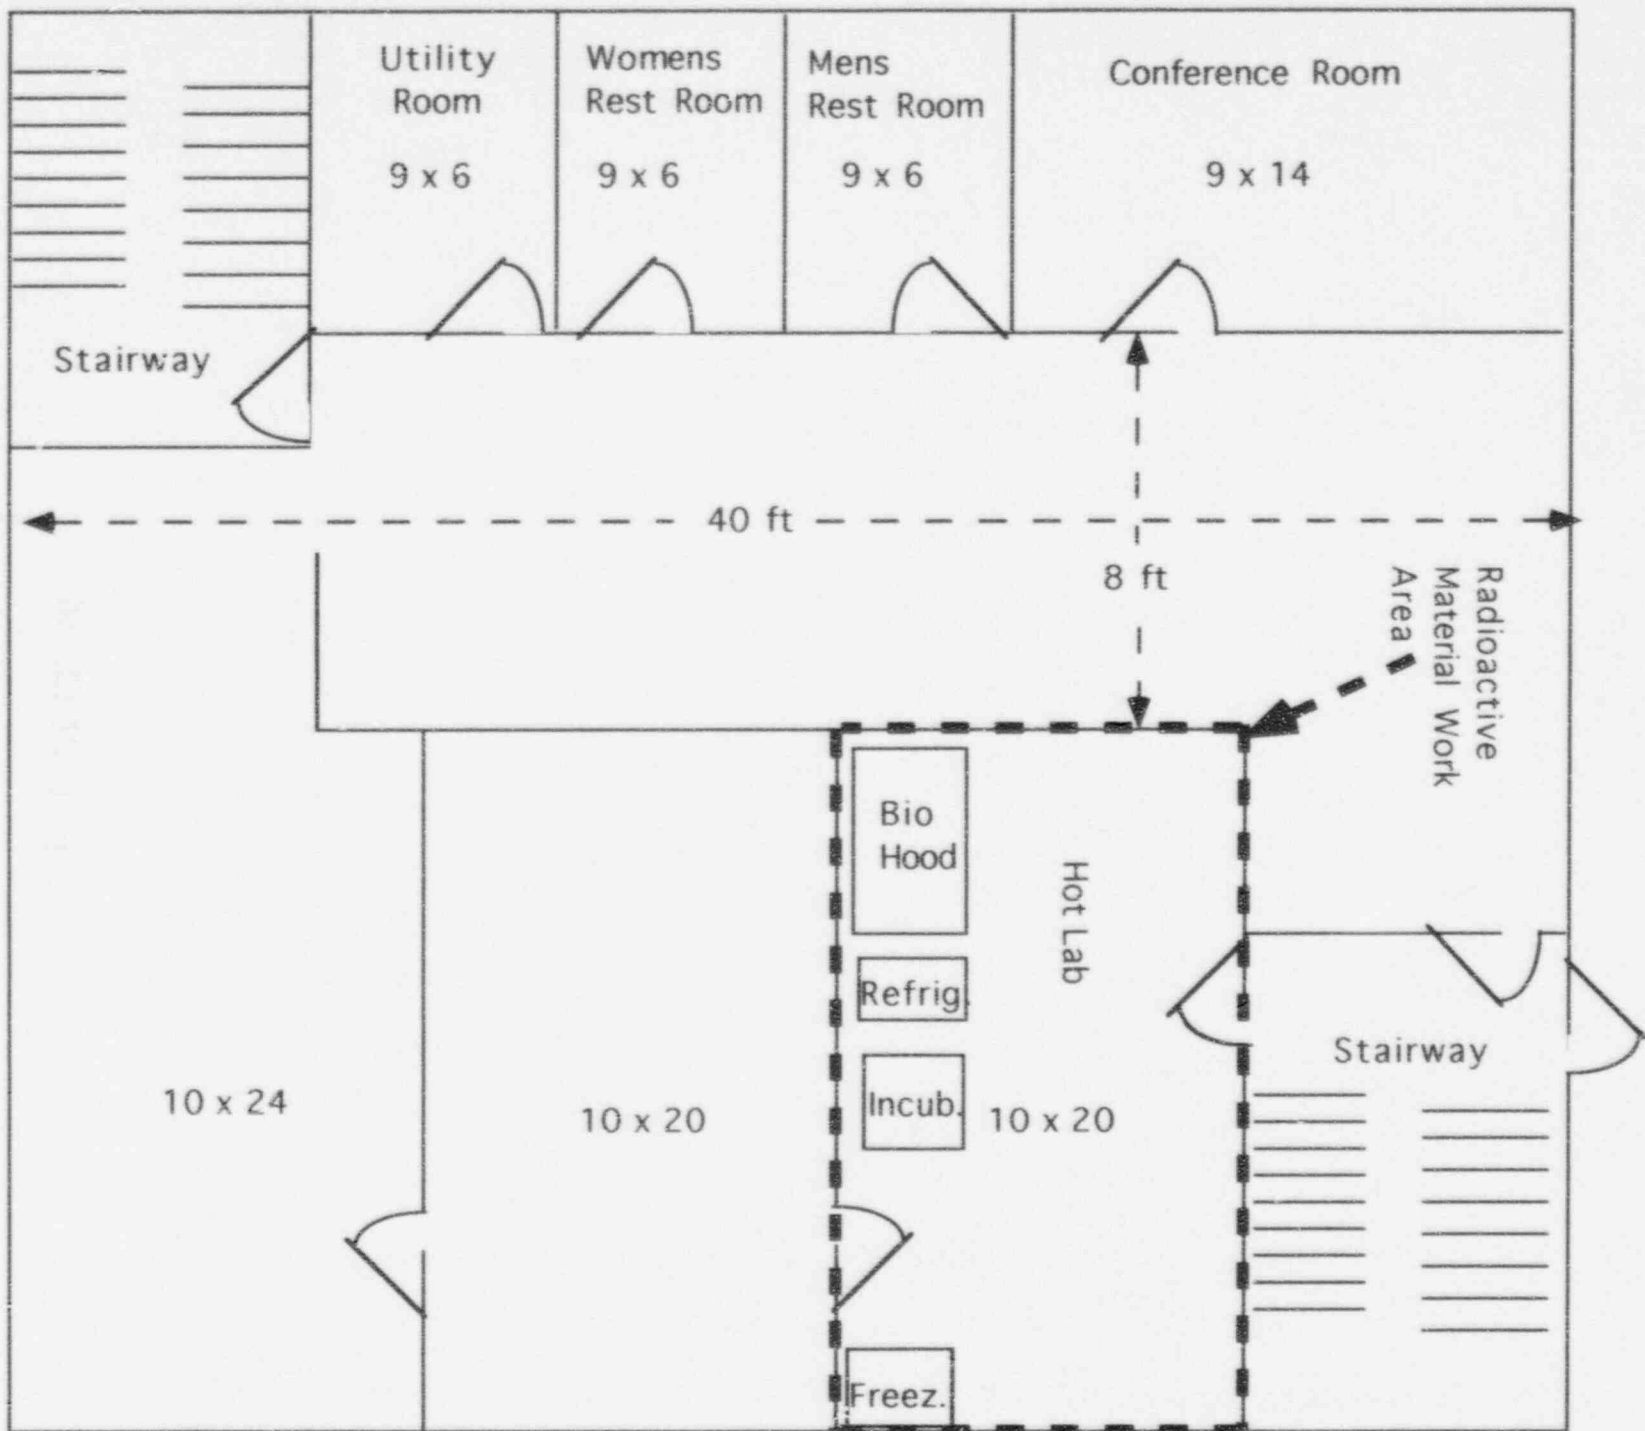 Utility
Room
9 x 6
Womens
Rest Room
9 x 6
Mens
Rest Room
9 x 6
Conference Room
9 x 14
Stairway
40 ft
8 ft
Radioactive
Material Work
Area
Bio
Hood
Hot Lab
Refrig.
Incub.
10 x 20
Freez.
Stairway
10 x 24
10 x 20